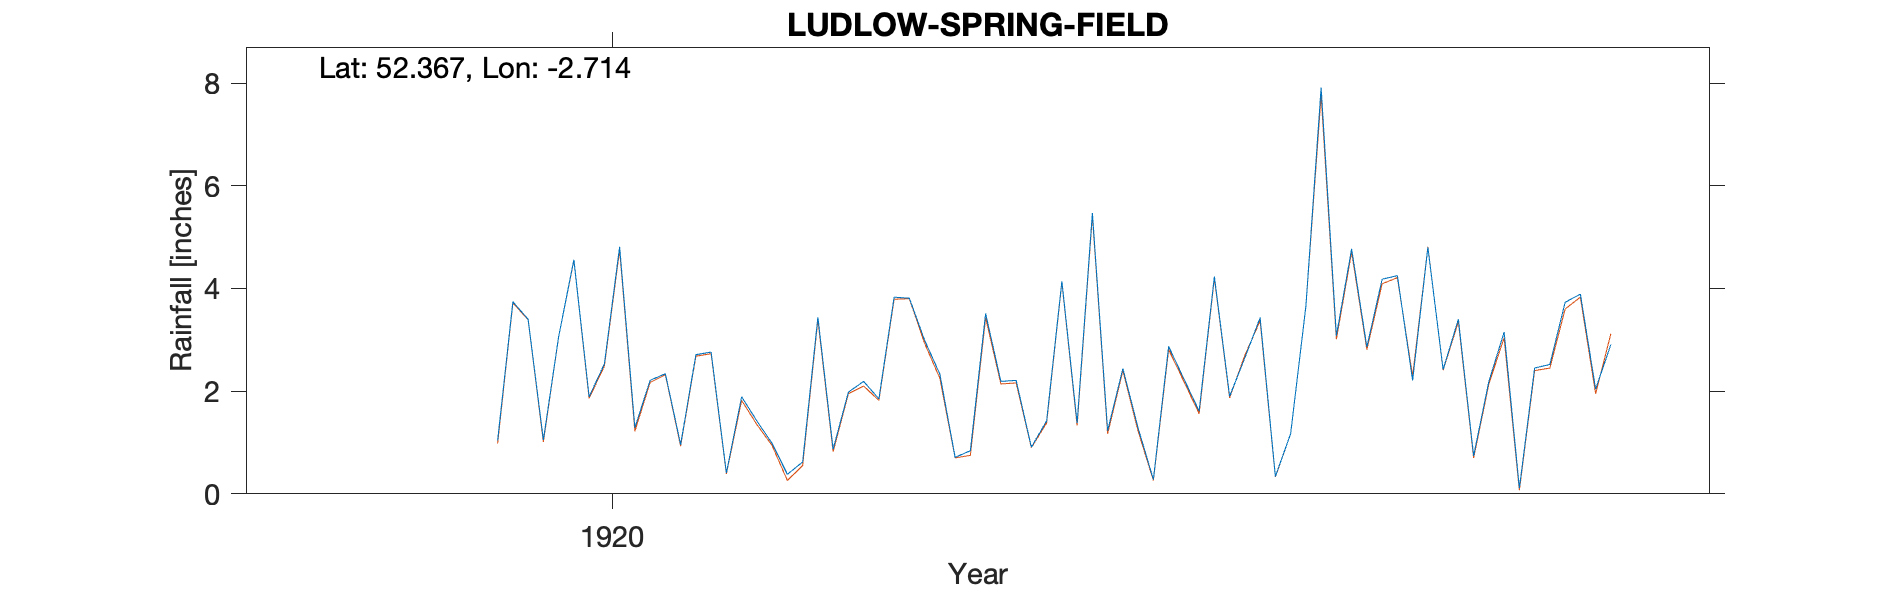 LUDLOW-SPRING-FIELD
Lat: 52.367, Lon: -2.714
8
6
4
2
0
Rainfall [inches]
1920
Year